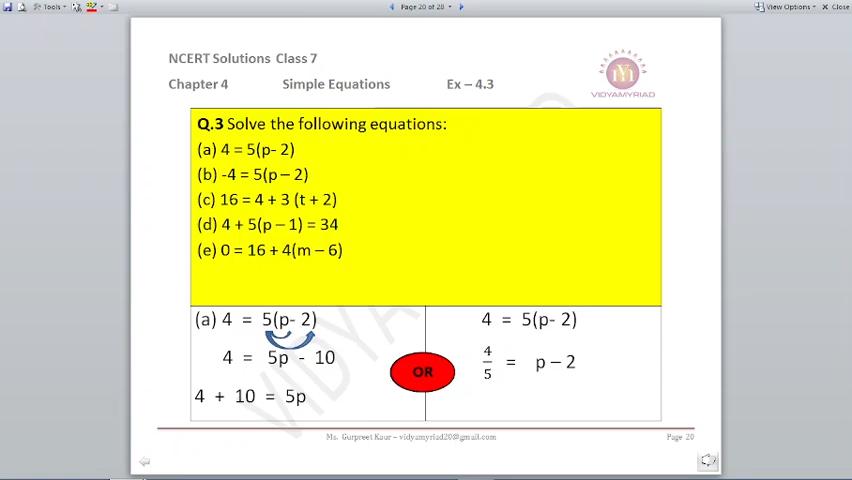 Tools
Page 20 of 28
View Options
Close
NCERT Solutions Class 7
Chapter 4 Simple Equations Ex – 4.3
VIDYAMYRIAD
Q.3 Solve the following equations:
(a) 4 = 5(p- 2)
(b) -4 = 5(p – 2)
(c) 16 = 4 + 3 (t + 2)
(d) 4 + 5(p – 1) = 34
(e) 0 = 16 + 4(m – 6)
(a) 4 = 5(p- 2)
4 = 5p - 10
4 + 10 = 5p
OR
4 = 5(p- 2)
4/5 = p – 2
Ms. Gurpreet Kaur – vidyamyriad20@gmail.com Page 20